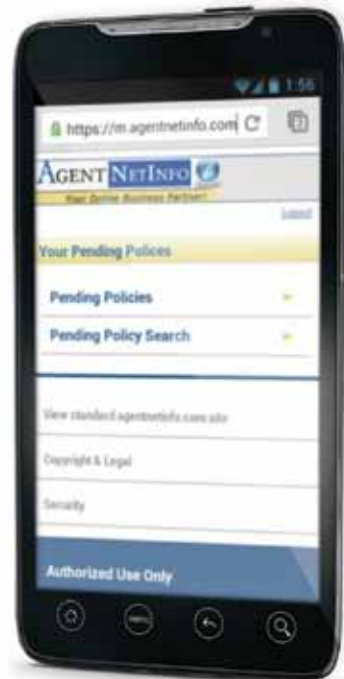 1:56
https://m.agentnetinfo.com
AGENT NETINFO
Your Online Business Partner!
Logout
Your Pending Polices
Pending Policies
Pending Policy Search
View standard agentnetinfo.com site
Copyright & Legal
Security
Authorized Use Only